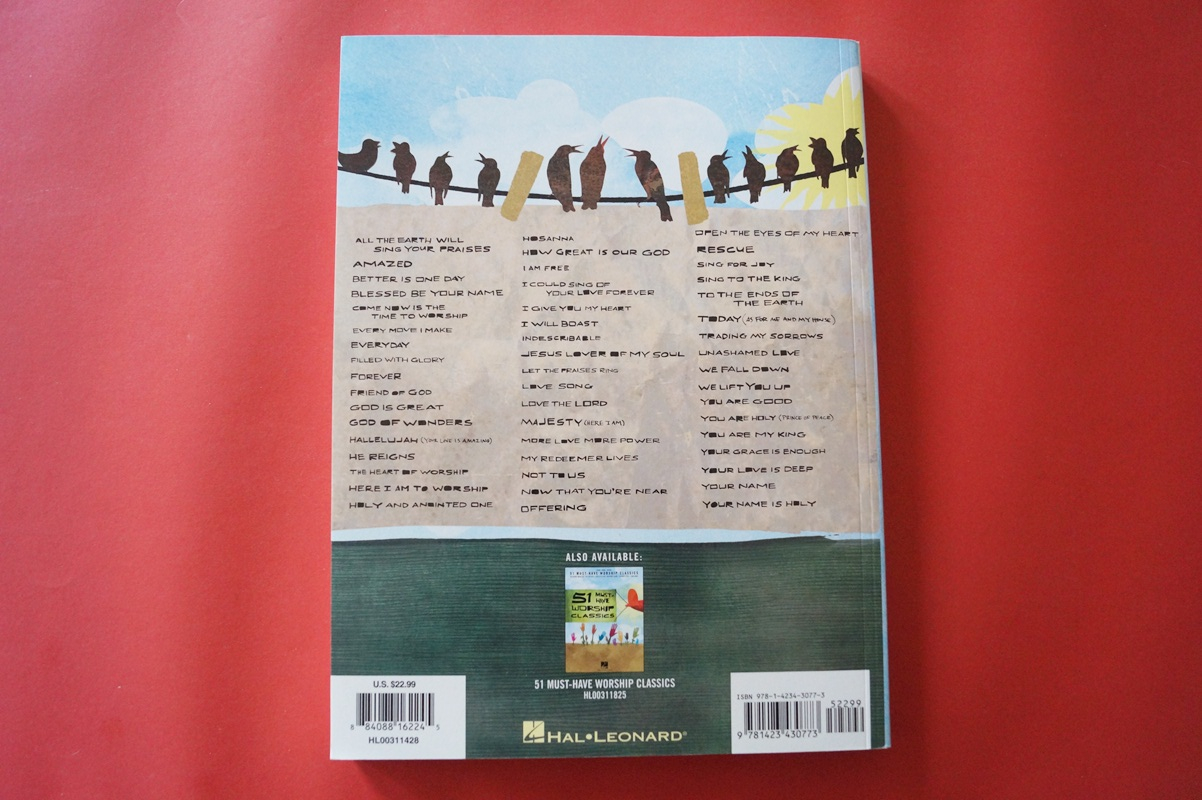 ALL THE EARTH WILL
SING YOUR PRAISES
AMAZED
BETTER IS ONE DAY
BLESSED BE YOUR NAME
COME NOW IS THE
TIME TO WORSHIP
EVERY MOVE I MAKE
EVERYDAY
FILLED WITH GLORY
FOREVER
FRIEND OF GOD
GOD IS GREAT
GOD OF WONDERS
HALLELUJAH (YOUR LOVE IS AMAZING)
HE REIGNS
THE HEART OF WORSHIP
HERE I AM TO WORSHIP
HOLY AND ANOINTED ONE
HOSANNA
HOW GREAT IS OUR GOD
I AM FREE
I COULD SING OF
YOUR LOVE FOREVER
I GIVE YOU MY HEART
I WILL BOAST
INDESCRIBABLE
JESUS LOVER OF MY SOUL
LET THE PRAISES RING
LOVE SONG
LOVE THE LORD
MAJESTY (HERE I AM)
MORE LOVE MORE POWER
MY REDEEMER LIVES
NOT TO US
NOW THAT YOU'RE NEAR
OFFERING
OPEN THE EYES OF MY HEART
RESCUE
SING FOR JOY
SING TO THE KING
TO THE ENDS OF
THE EARTH
TODAY (AS FOR ME AND MY HOUSE)
TRADING MY SORROWS
UNASHAMED LOVE
WE FALL DOWN
WE LIFT YOU UP
YOU ARE GOOD
YOU ARE HOLY (PRINCE OF PEACE)
YOU ARE MY KING
YOUR GRACE IS ENOUGH
YOUR LOVE IS DEEP
YOUR NAME
YOUR NAME IS HOLY
ALSO AVAILABLE:
51 MUST-HAVE WORSHIP CLASSICS
51 MUST-
HAVE
WORSHIP
CLASSICS
51 MUST-HAVE WORSHIP CLASSICS
HL00311825
HAL•LEONARD®
U.S. $22.99
8 84088 16224 5
HL00311428
ISBN 978-1-4234-3077-3
52299
9 781423 430773